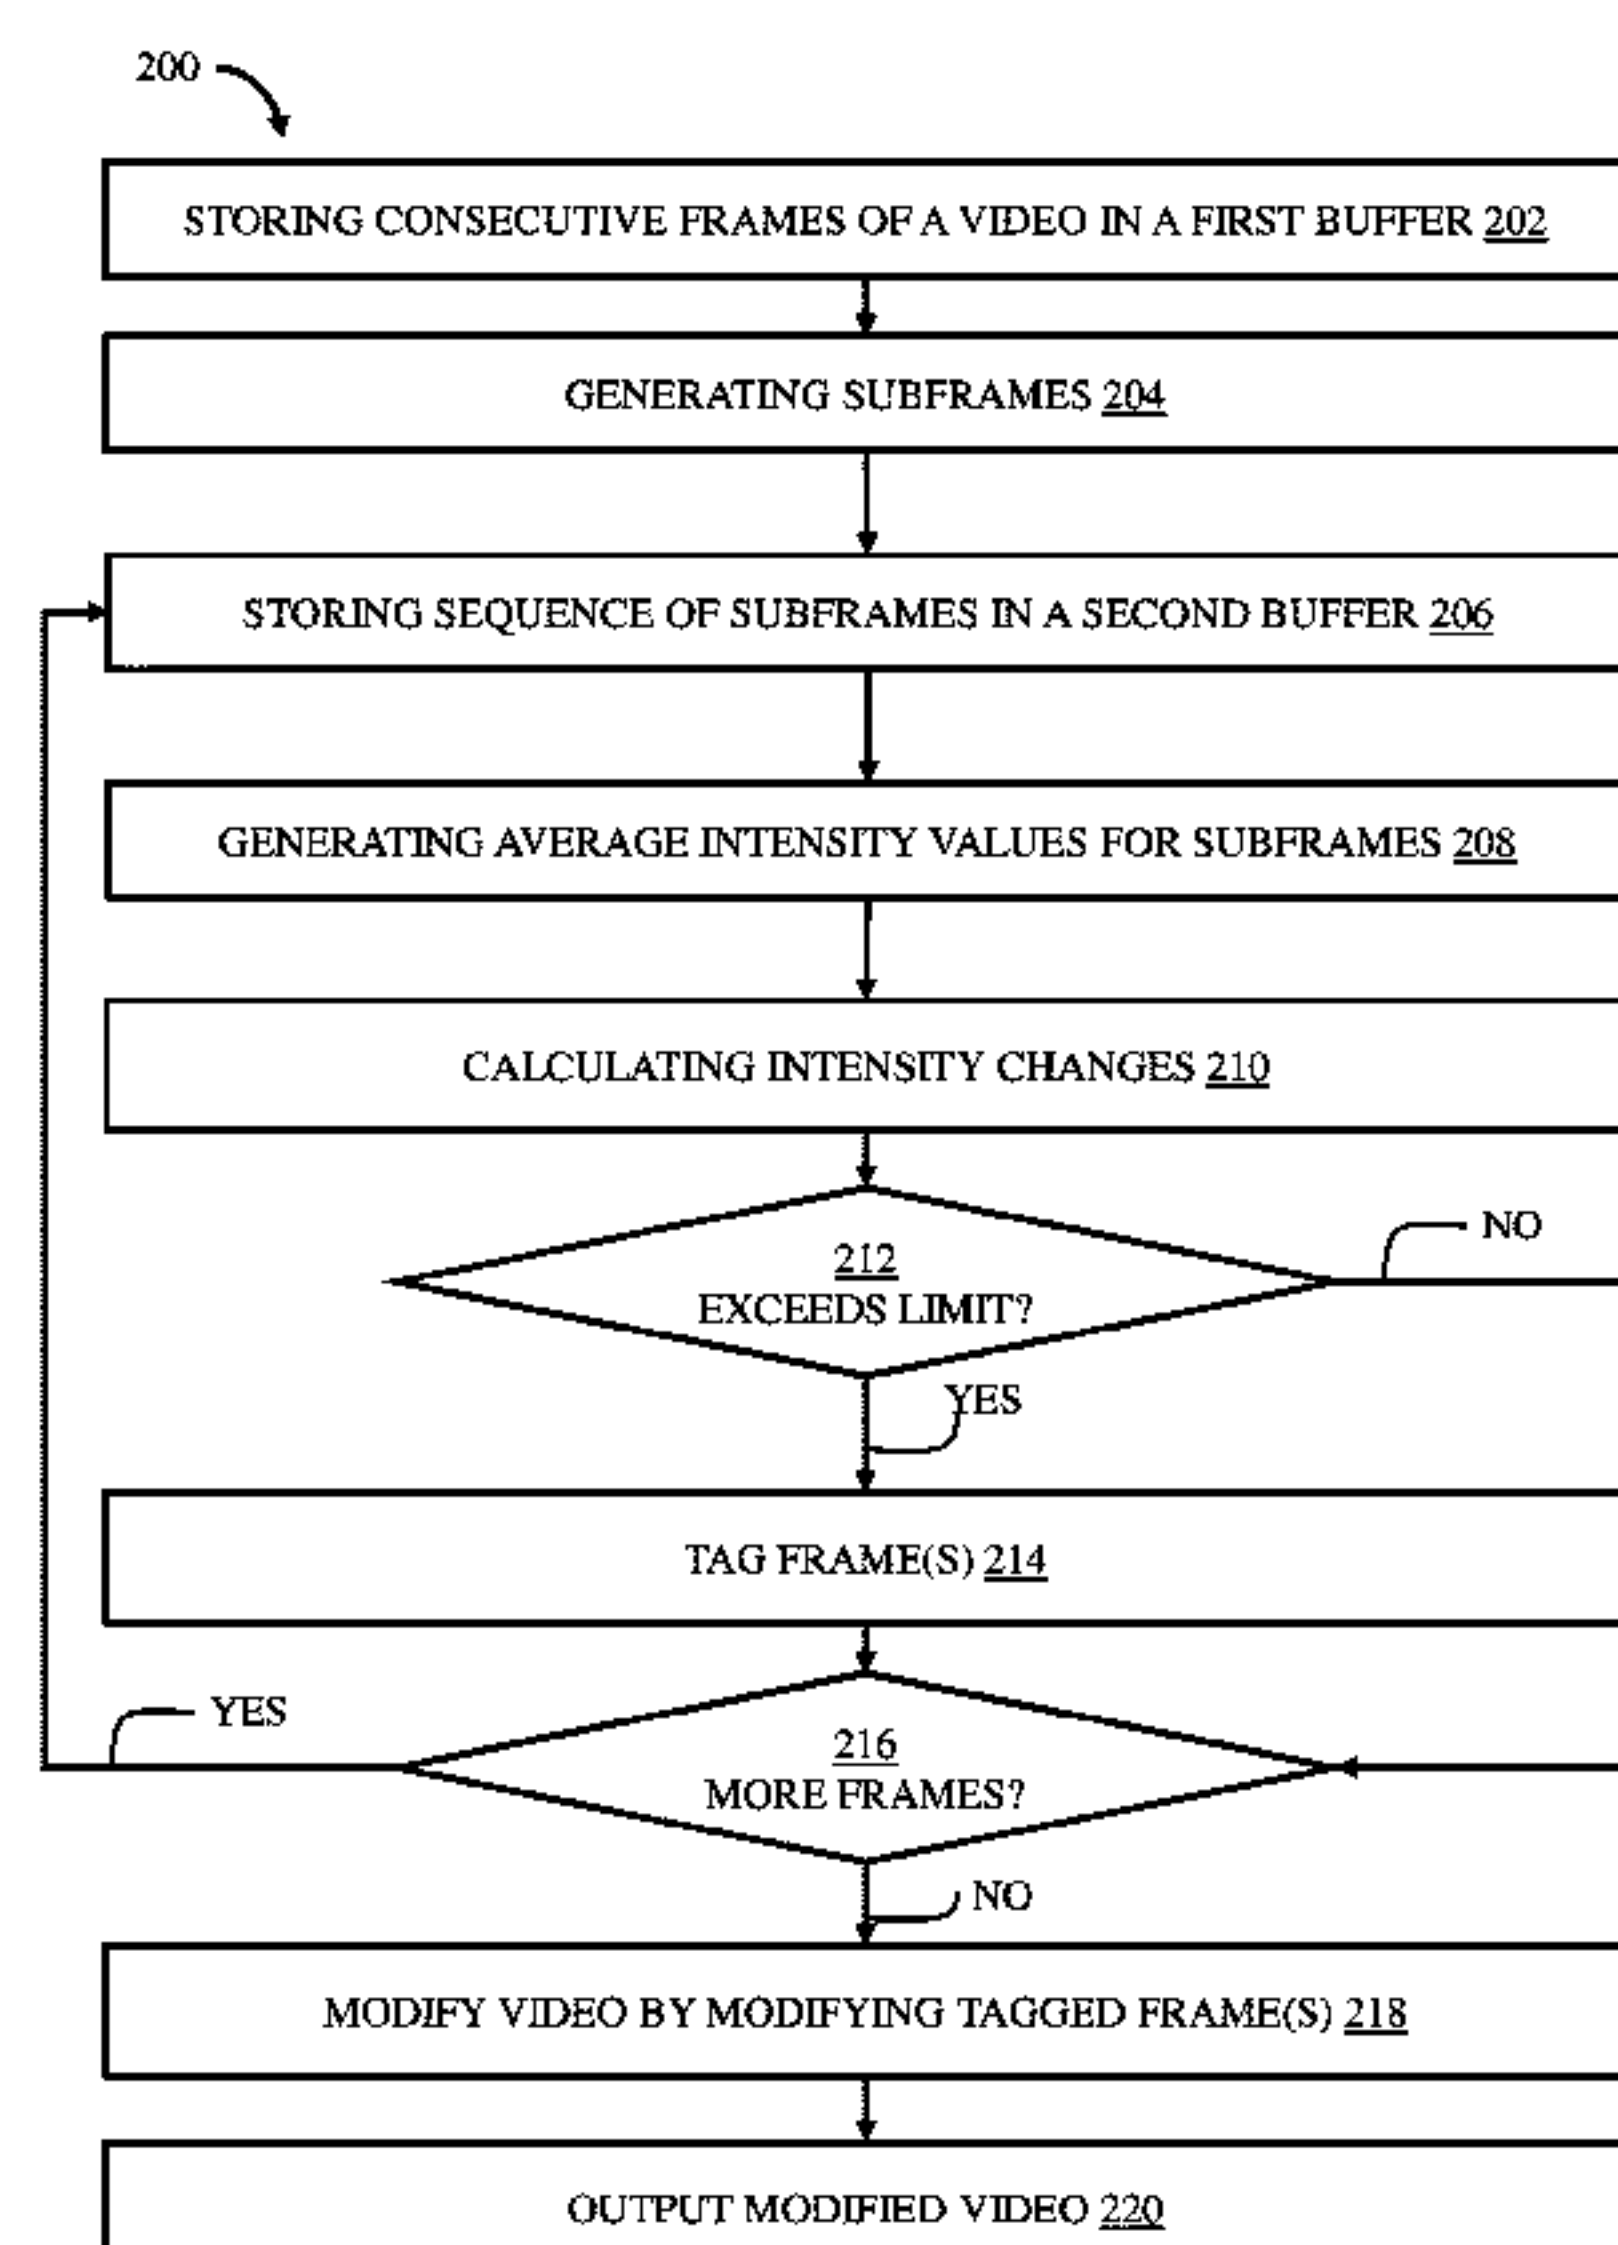 200
STORING CONSECUTIVE FRAMES OF A VIDEO IN A FIRST BUFFER 202
GENERATING SUBFRAMES 204
STORING SEQUENCE OF SUBFRAMES IN A SECOND BUFFER 206
GENERATING AVERAGE INTENSITY VALUES FOR SUBFRAMES 208
CALCULATING INTENSITY CHANGES 210
NO
212
EXCEEDS LIMIT?
YES
TAG FRAME(S) 214
YES
216
MORE FRAMES?
NO
MODIFY VIDEO BY MODIFYING TAGGED FRAME(S) 218
OUTPUT MODIFIED VIDEO 220